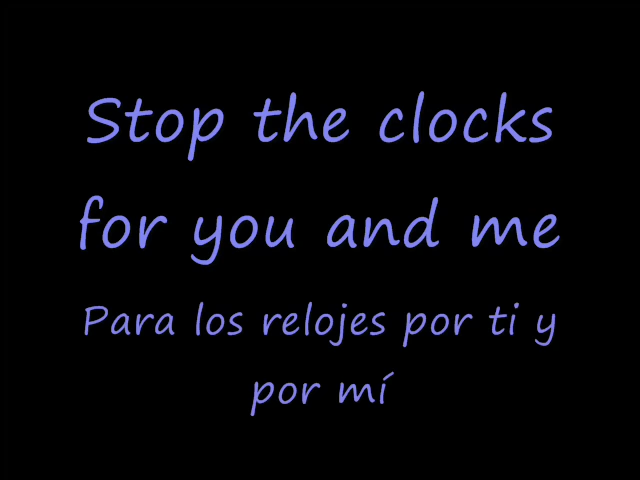 Stop the clocks
for you and me
Para los relojes por ti y
por mí